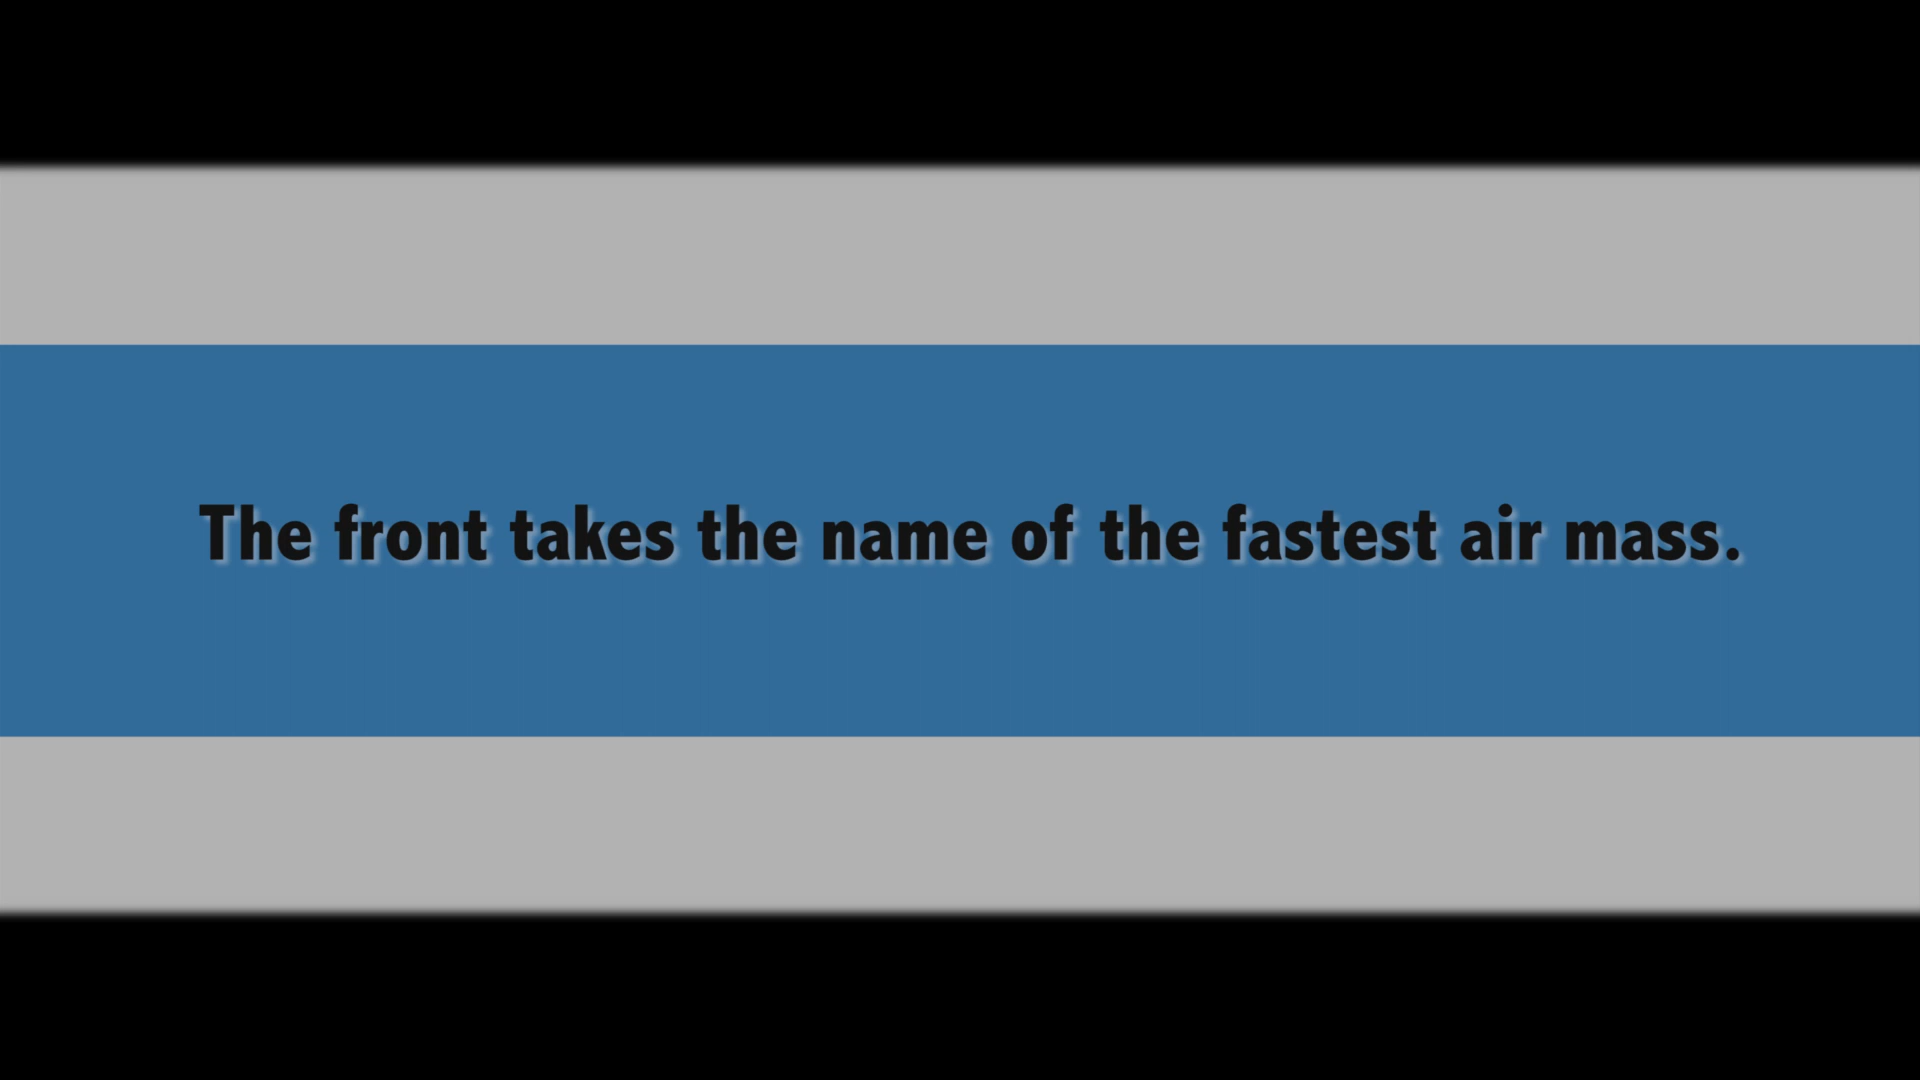 The front takes the name of the fastest air mass.